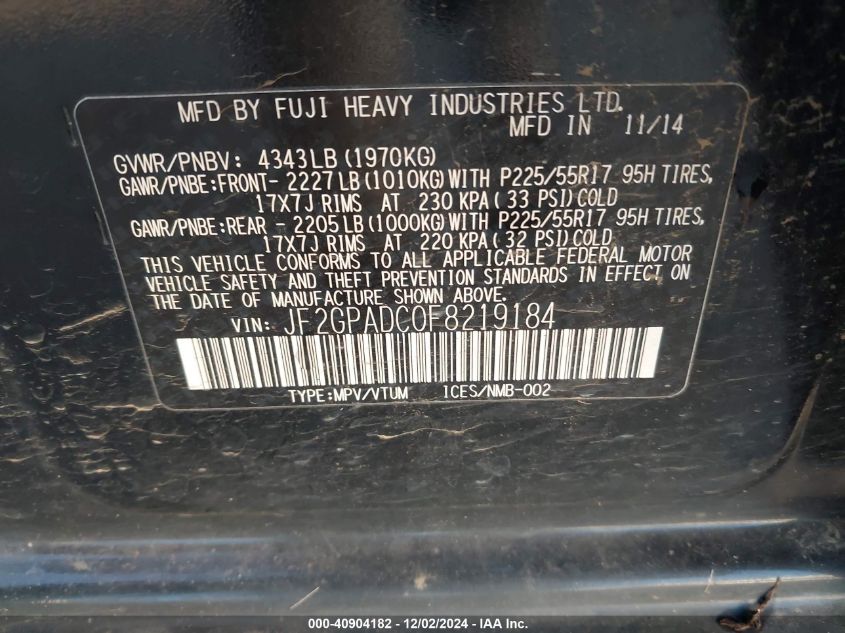 MFD BY FUJI HEAVY INDUSTRIES LTD.
MFD IN 11/14
GVWR/PNBV: 4343LB (1970KG)
GAWR/PNBE:FRONT- 2227LB(1010KG)WITH P225/55R17 95H TIRES,
17X7J RIMS AT 230 KPA( 33 PSI)COLD
GAWR/PNBE:REAR - 2205LB(1000KG)WITH P225/55R17 95H TIRES,
17X7J RIMS AT 220 KPA( 32 PSI)COLD
THIS VEHICLE CONFORMS TO ALL APPLICABLE FEDERAL MOTOR
VEHICLE SAFETY AND THEFT PREVENTION STANDARDS IN EFFECT ON
THE DATE OF MANUFACTURE SHOWN ABOVE.
VIN: JF2GPADC0F8219184
TYPE:MPV/VTUM ICES/NMB-002
000-40904182 - 12/02/2024 - IAA Inc.